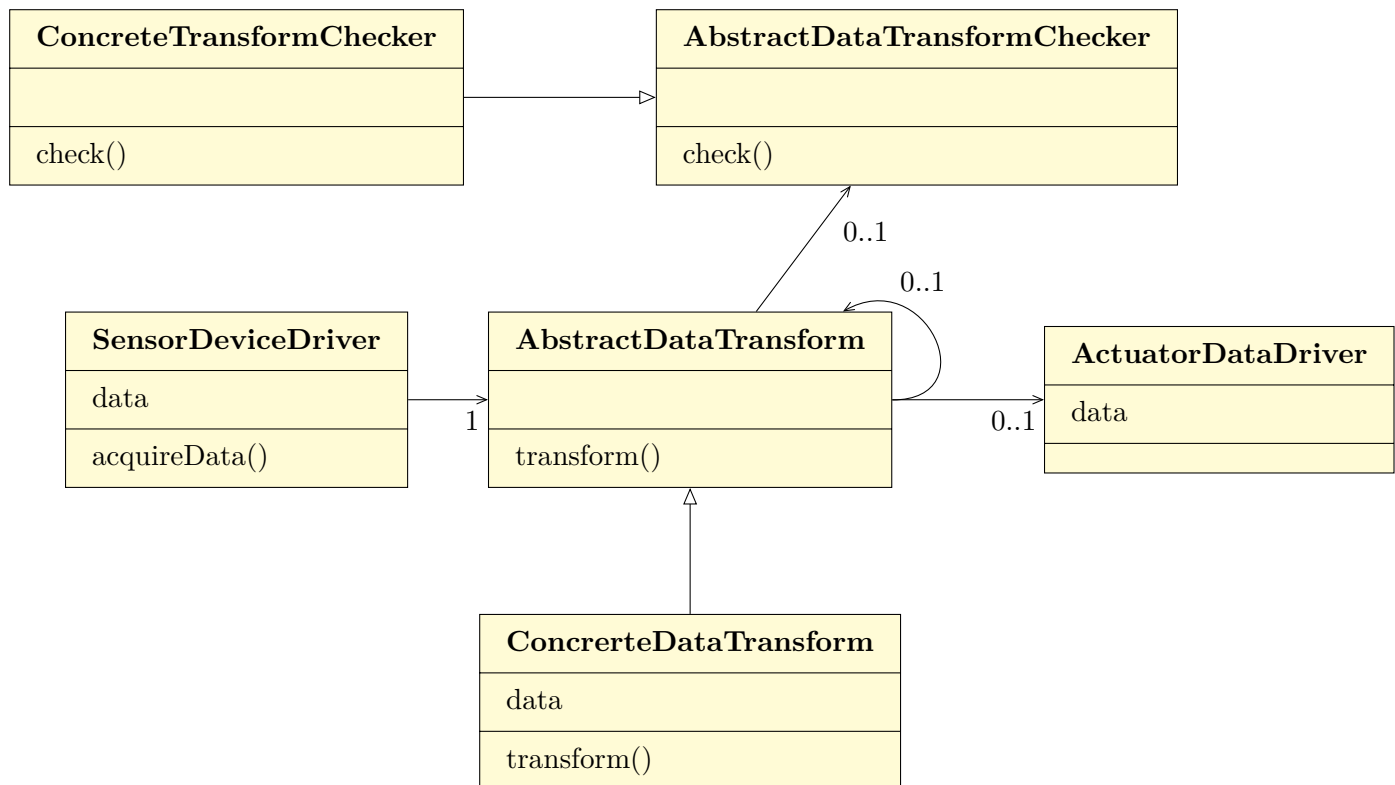 ConcreteTransformChecker
check()
AbstractDataTransformChecker
check()
0..1
0..1
SensorDeviceDriver
data
acquireData()
1
AbstractDataTransform
transform()
0..1
ActuatorDataDriver
data
ConcrerteDataTransform
data
transform()